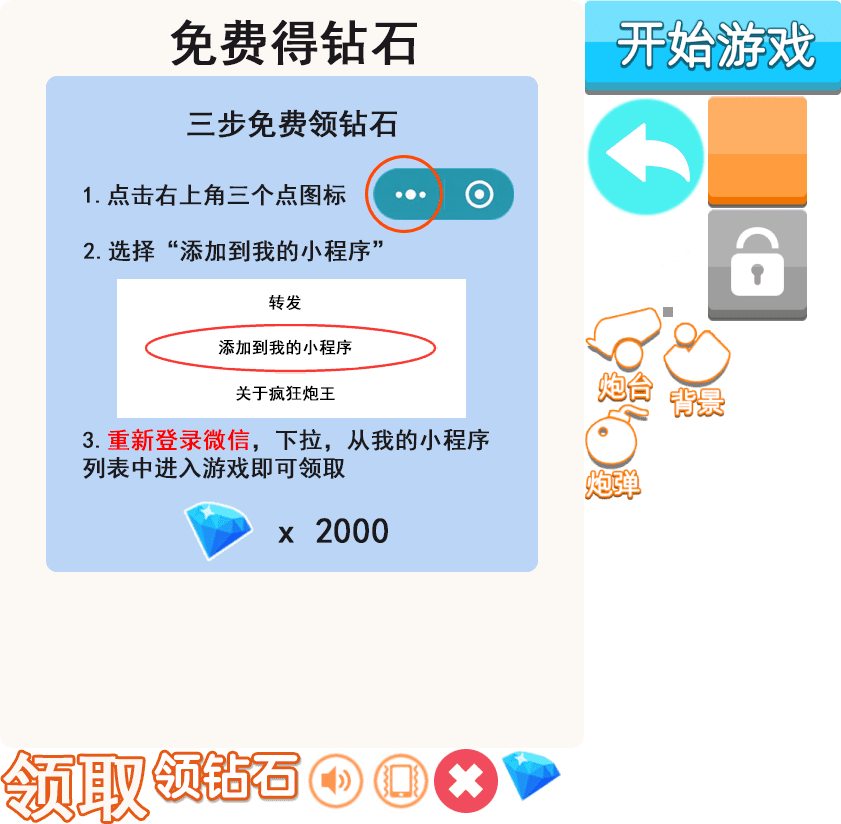 免费得钻石
三步免费领钻石
1.点击右上角三个点图标
2.选择“添加到我的小程序”
转发
添加到我的小程序
关于疯狂炮王
3.重新登录微信，下拉，从我的小程序
列表中进入游戏即可领取
x 2000
开始游戏
炮台
背景
炮弹
领取
领钻石